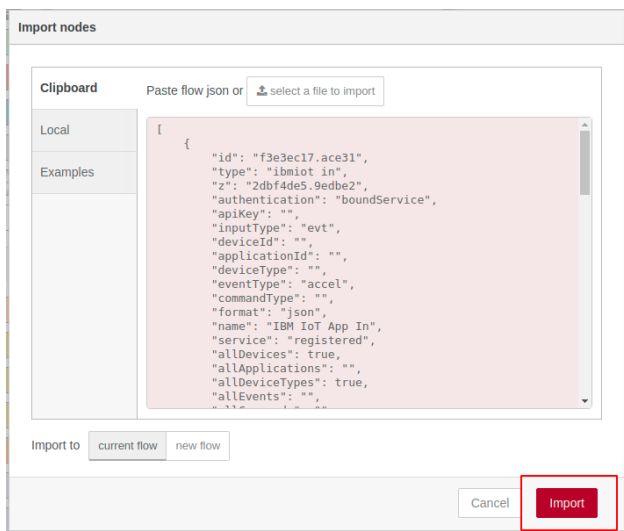 Import nodes
Clipboard
Paste flow json or select a file to import
Local
Examples
[
{
"id": "f3e3ec17.ace31",
"type": "ibmiot in",
"z": "2dbf4de5.9edbe2",
"authentication": "boundService",
"apiKey": "",
"inputType": "evt",
"deviceId": "",
"applicationId": "",
"deviceType": "",
"eventType": "accel",
"commandType": "",
"format": "json",
"name": "IBM IoT App In",
"service": "registered",
"allDevices": true,
"allApplications": "",
"allDeviceTypes": true,
"allEvents": "",
Import to current flow new flow
Cancel Import